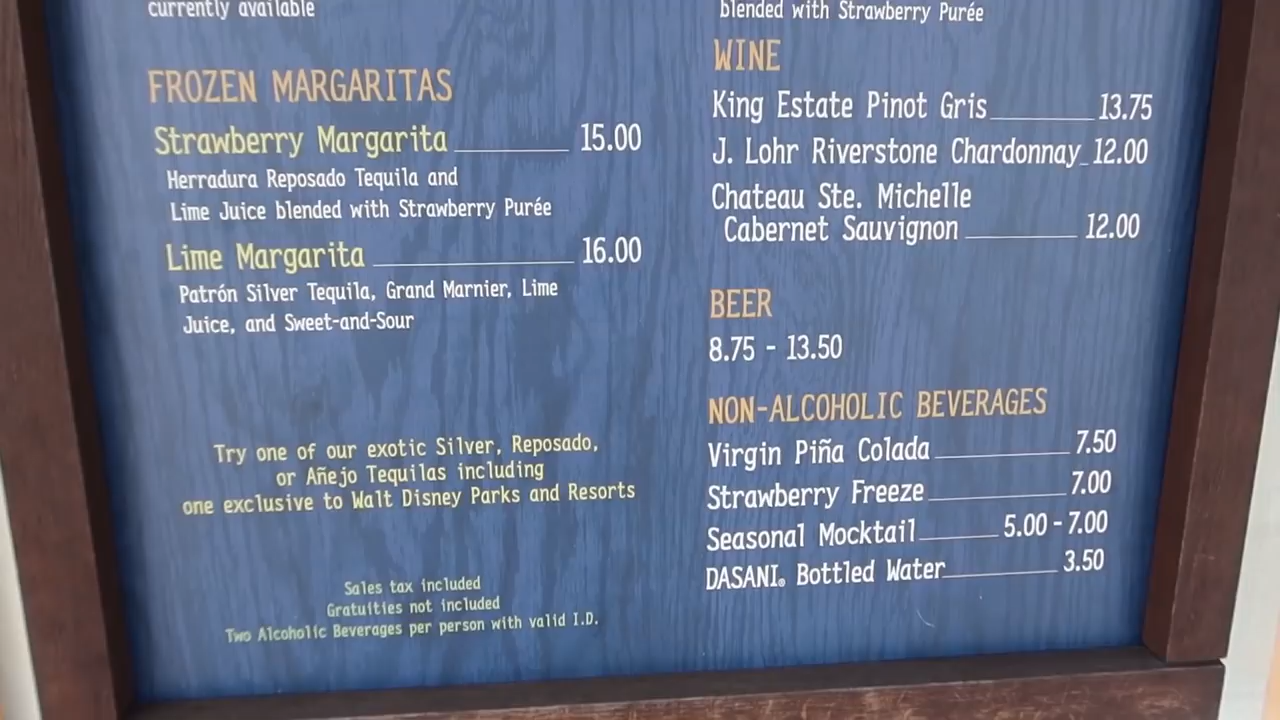 currently available
FROZEN MARGARITAS
Strawberry Margarita 15.00
Herradura Reposado Tequila and
Lime Juice blended with Strawberry Purée
Lime Margarita 16.00
Patrón Silver Tequila, Grand Marnier, Lime
Juice, and Sweet-and-Sour
Try one of our exotic Silver, Reposado,
or Añejo Tequilas including
one exclusive to Walt Disney Parks and Resorts
Sales tax included
Gratuities not included
Two Alcoholic Beverages per person with valid I.D.
blended with Strawberry Purée
WINE
King Estate Pinot Gris 13.75
J. Lohr Riverstone Chardonnay 12.00
Chateau Ste. Michelle
Cabernet Sauvignon 12.00
BEER
8.75 - 13.50
NON-ALCOHOLIC BEVERAGES
Virgin Piña Colada 7.50
Strawberry Freeze 7.00
Seasonal Mocktail 5.00 - 7.00
DASANI® Bottled Water 3.50